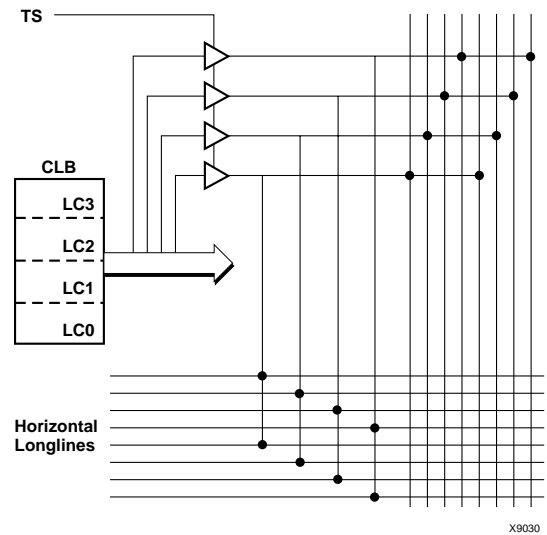 TS
CLB
LC3
LC2
LC1
LC0
Horizontal
Longlines
X9030